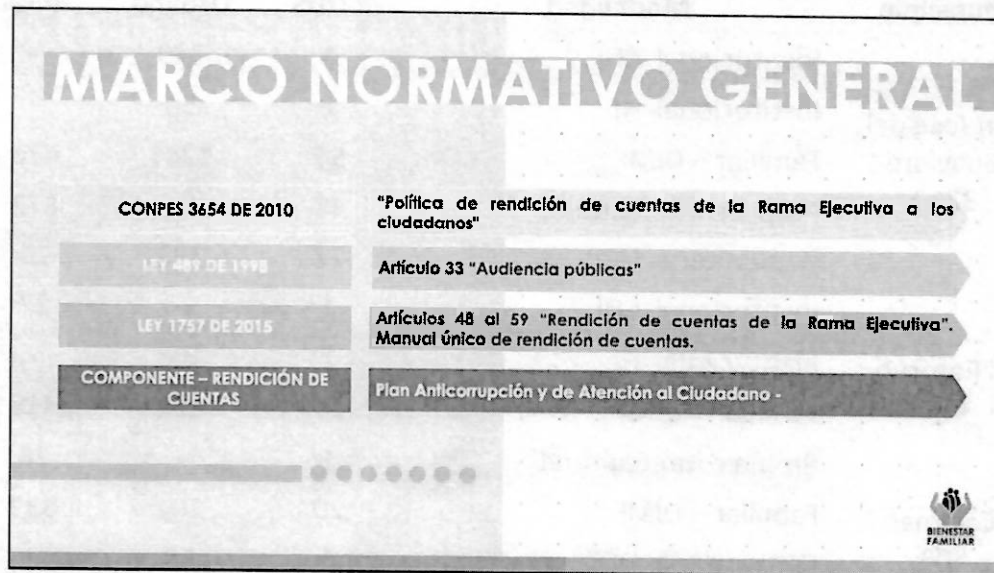 MARCO NORMATIVO GENERAL
CONPES 3654 DE 2010
"Política de rendición de cuentas de la Rama Ejecutiva a los
ciudadanos"
LEY 489 DE 1998
Artículo 33 "Audiencia públicas"
LEY 1757 DE 2015
Artículos 48 al 59 "Rendición de cuentas de la Rama Ejecutiva".
Manual único de rendición de cuentas.
COMPONENTE – RENDICIÓN DE
CUENTAS
Plan Anticorrupción y de Atención al Ciudadano -
BIENESTAR
FAMILIAR